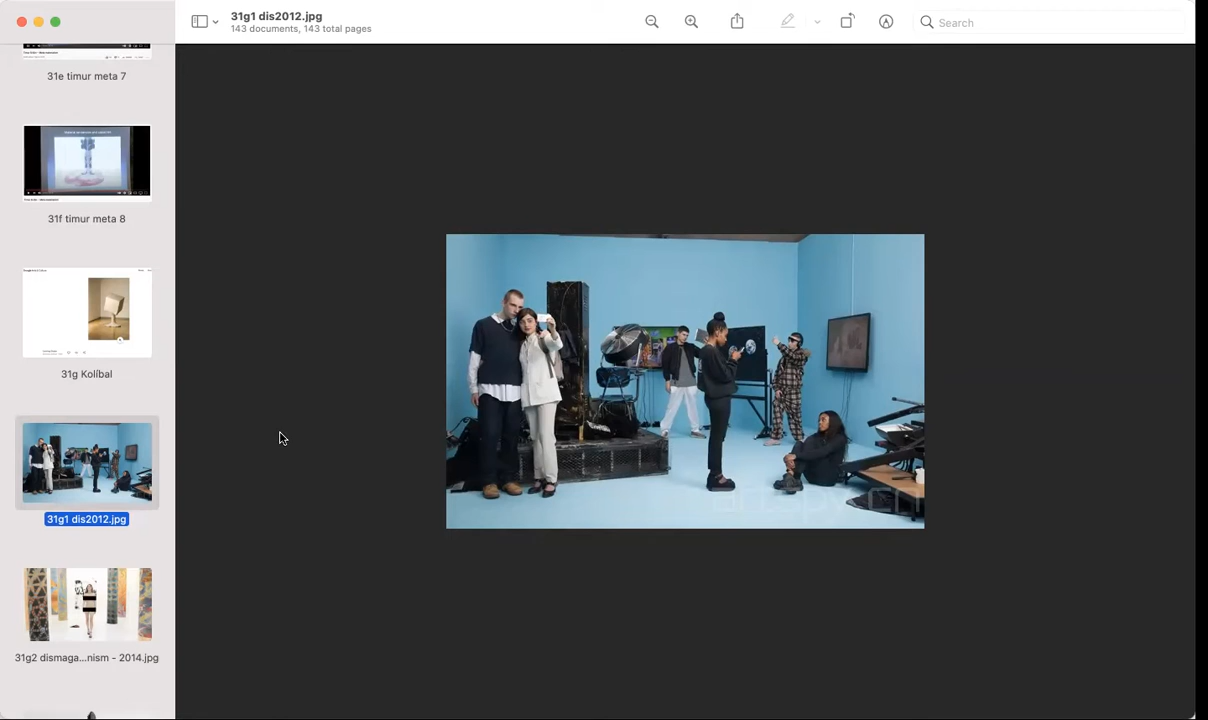 31g1 dis2012.jpg
143 documents, 143 total pages
Search
31e timur meta 7
31f timur meta 8
31g Kolíbal
31g1 dis2012.jpg
31g2 dismaga...nism - 2014.jpg